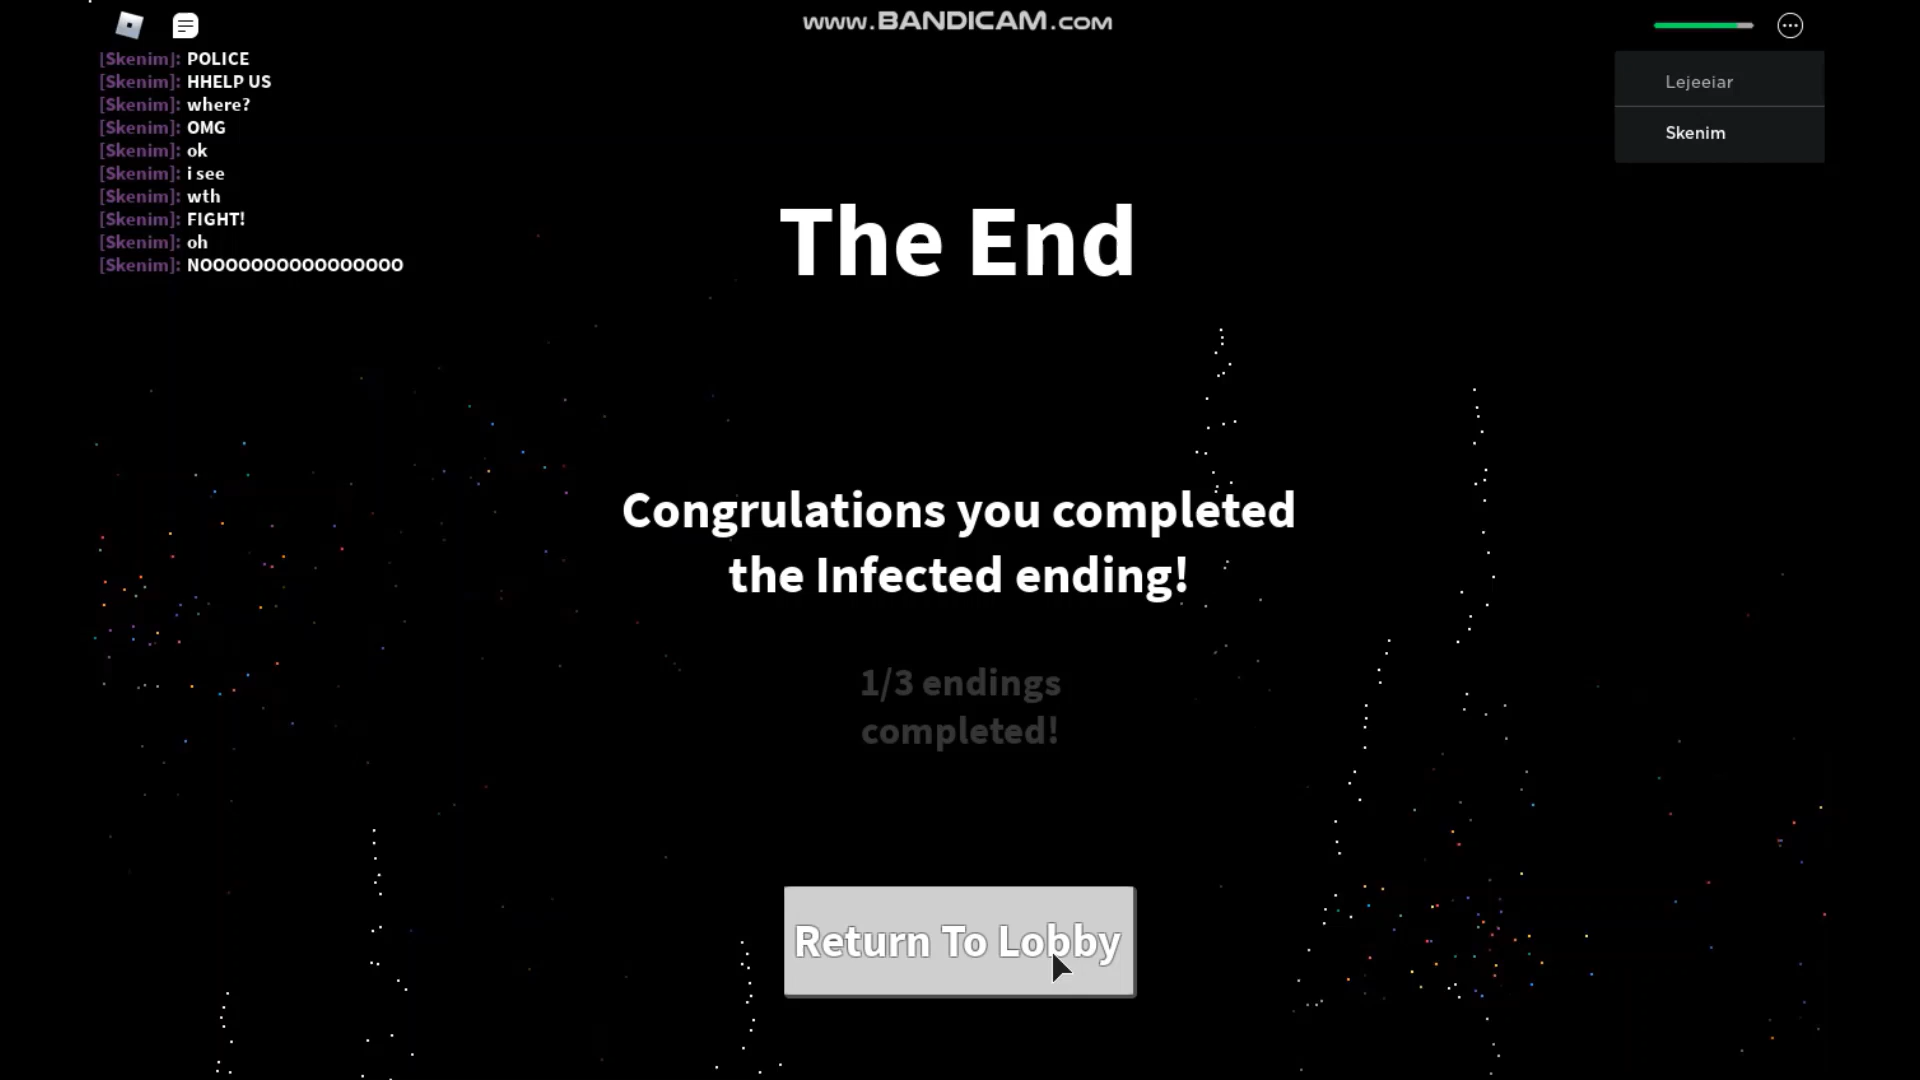 www.BANDICAM.com
[Skenim]: POLICE
[Skenim]: HHELP US
[Skenim]: where?
[Skenim]: OMG
[Skenim]: ok
[Skenim]: i see
[Skenim]: wth
[Skenim]: FIGHT!
[Skenim]: oh
[Skenim]: NOOOOOOOOOOOOOOOO
Lejeeiar
Skenim
The End
Congrulations you completed
the Infected ending!
1/3 endings
completed!
Return To Lobby